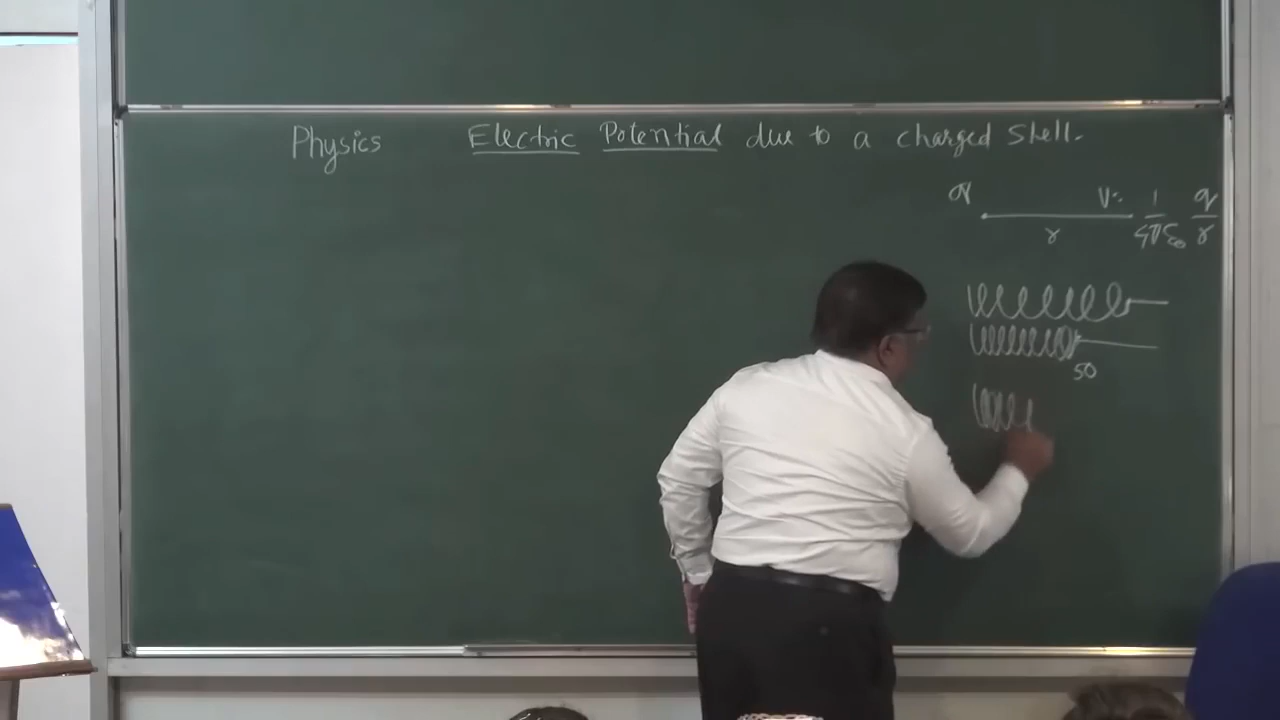 Physics Electric Potential due to a charged Shell.
q V: 1/4πε₀ q/r
r
50